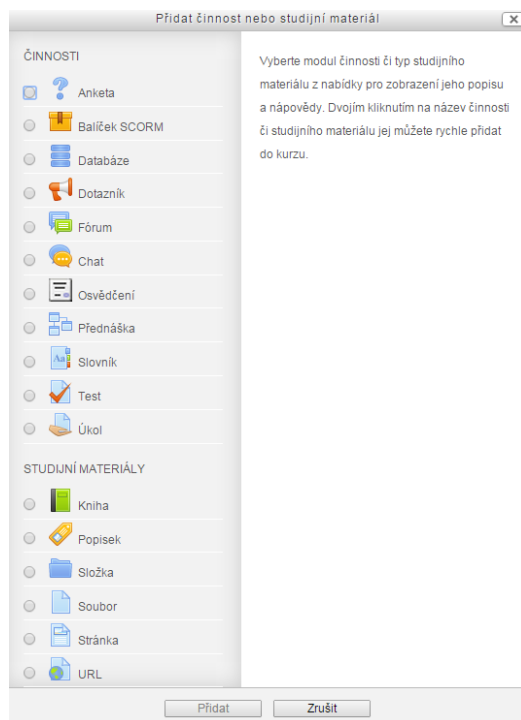 Přidat činnost nebo studijní materiál
ČINNOSTI
Anketa
Balíček SCORM
Databáze
Dotazník
Fórum
Chat
Osvědčení
Přednáška
Slovník
Test
Úkol
STUDIJNÍ MATERIÁLY
Kniha
Popisek
Složka
Soubor
Stránka
URL
Vyberte modul činnosti či typ studijního
materiálu z nabídky pro zobrazení jeho popisu
a nápovědy. Dvojím kliknutím na název činnosti
či studijního materiálu jej můžete rychle přidat
do kurzu.
Přidat
Zrušit